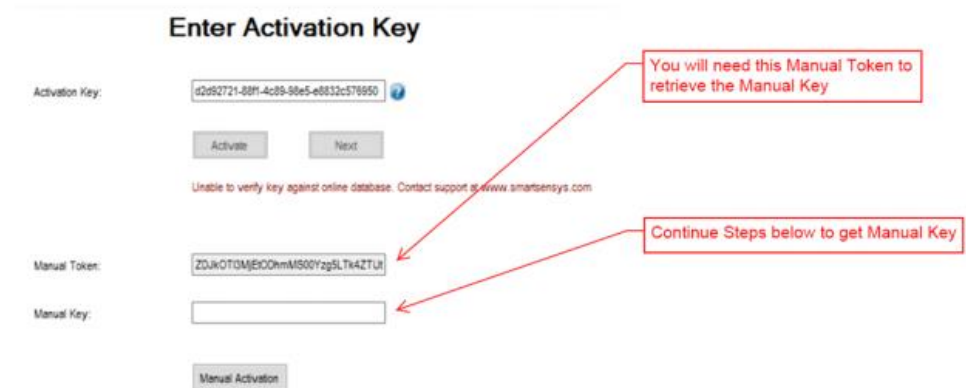 Enter Activation Key
You will need this Manual Token to
retrieve the Manual Key
Activation Key:
d2d92721-88f1-4c89-98e5-e8832c576950
Activate
Next
Unable to verify key against online database. Contact support at www.smartsensys.com
Continue Steps below to get Manual Key
Manual Token:
ZDJkOTI3MjEtODhmMS00Yzg5LTk4ZTUt
Manual Key:
Manual Activation